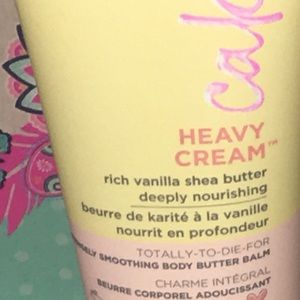 cake
HEAVY
CREAM™
rich vanilla shea butter
deeply nourishing
beurre de karité à la vanille
nourrit en profondeur
TOTALLY-TO-DIE-FOR
SMOOTHING BODY BUTTER BALM
CHARME INTÉGRAL
BEURRE CORPOREL ADOUCISSANT